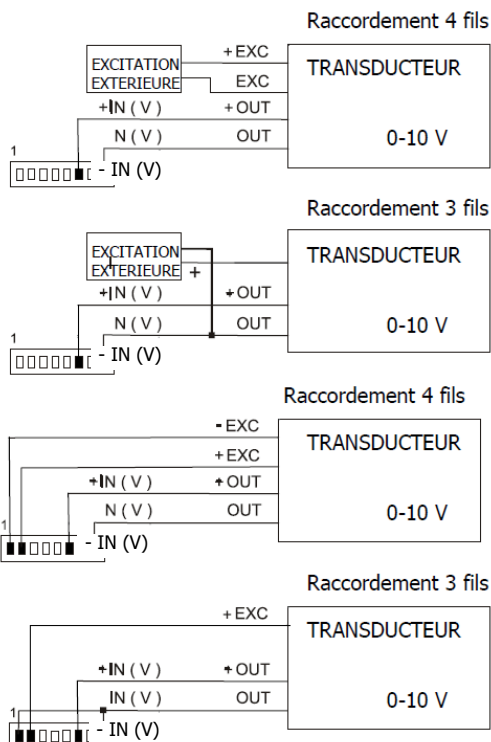 Raccordement 4 fils
+EXC
EXCITATION
EXTERIEURE
TRANSDUCTEUR
EXC
+IN ( V )
+OUT
N ( V )
OUT
0-10 V
1
- IN (V)
Raccordement 3 fils
EXCITATION
EXTERIEURE
+
TRANSDUCTEUR
+IN ( V )
+OUT
N ( V )
OUT
0-10 V
1
- IN (V)
Raccordement 4 fils
-EXC
TRANSDUCTEUR
+EXC
+IN ( V )
+OUT
N ( V )
OUT
0-10 V
1
- IN (V)
Raccordement 3 fils
+EXC
TRANSDUCTEUR
+IN ( V )
+OUT
IN ( V )
OUT
0-10 V
1
- IN (V)